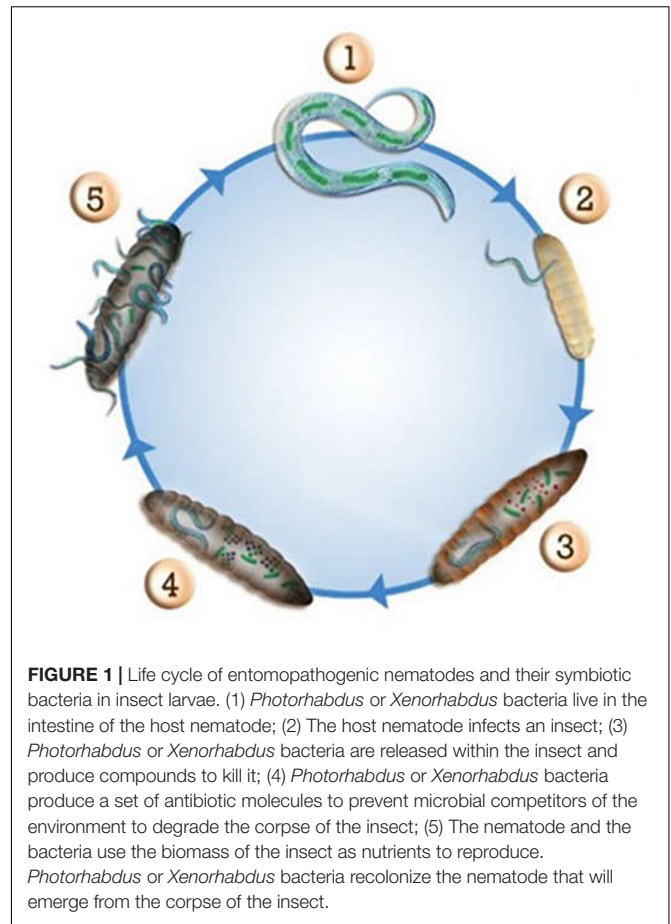 1
2
3
4
5
FIGURE 1 | Life cycle of entomopathogenic nematodes and their symbiotic
bacteria in insect larvae. (1) Photorhabdus or Xenorhabdus bacteria live in the
intestine of the host nematode; (2) The host nematode infects an insect; (3)
Photorhabdus or Xenorhabdus bacteria are released within the insect and
produce compounds to kill it; (4) Photorhabdus or Xenorhabdus bacteria
produce a set of antibiotic molecules to prevent microbial competitors of the
environment to degrade the corpse of the insect; (5) The nematode and the
bacteria use the biomass of the insect as nutrients to reproduce.
Photorhabdus or Xenorhabdus bacteria recolonize the nematode that will
emerge from the corpse of the insect.